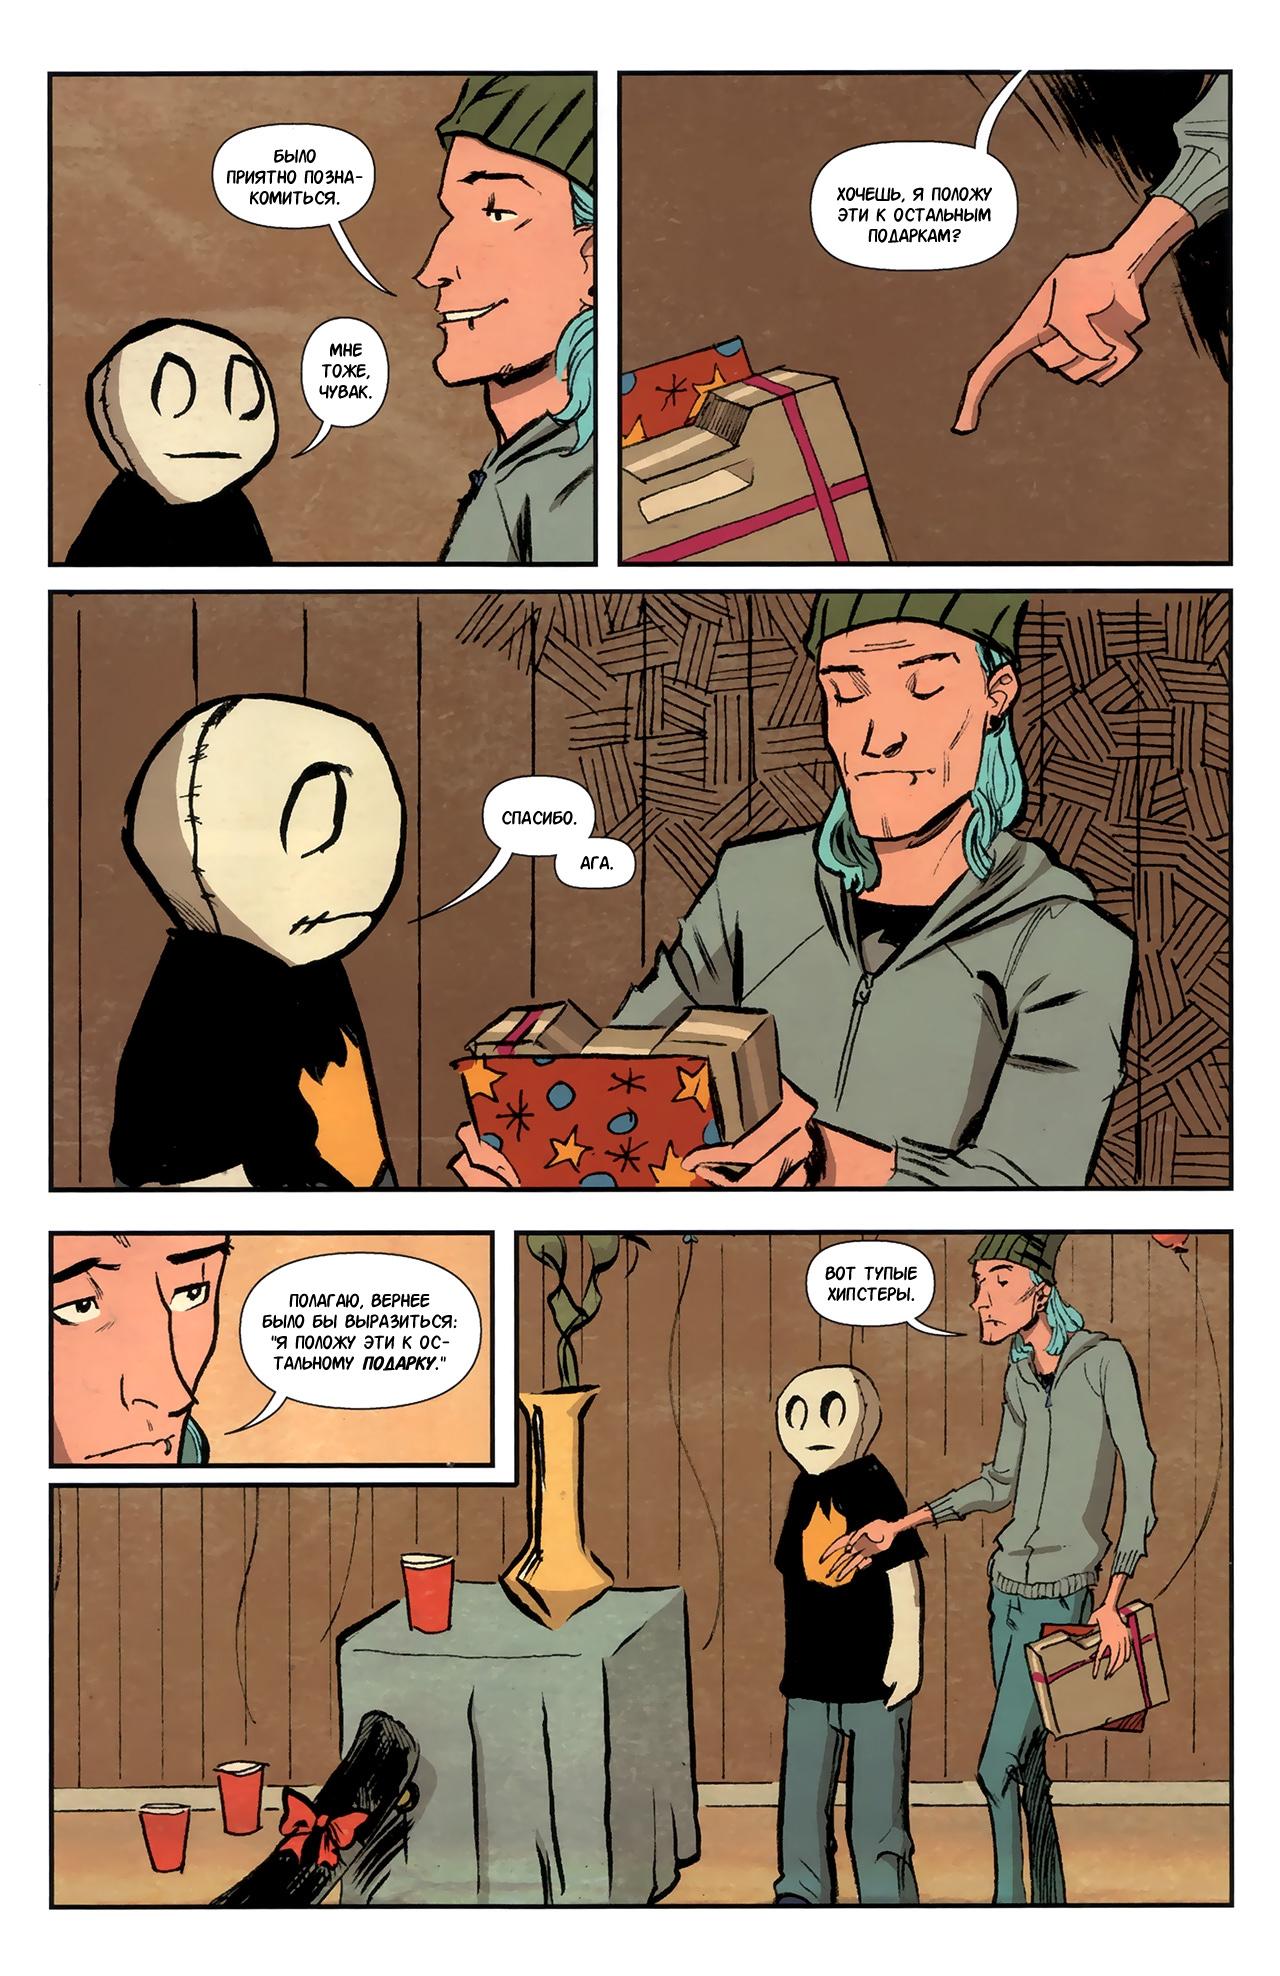 БЫЛО
ПРИЯТНО ПОЗНА-
КОМИТЬСЯ.
МНЕ
ТОЖЕ,
ЧУВАК.
ХОЧЕШЬ, Я ПОЛОЖУ
ЭТИ К ОСТАЛЬНЫМ
ПОДАРКАМ?
СПАСИБО.
АГА.
ПОЛАГАЮ, ВЕРНЕЕ
БЫЛО БЫ ВЫРАЗИТЬСЯ:
"Я ПОЛОЖУ ЭТИ К ОС-
ТАЛЬНОМУ ПОДАРКУ."
ВОТ ТУПЫЕ
ХИПСТЕРЫ.